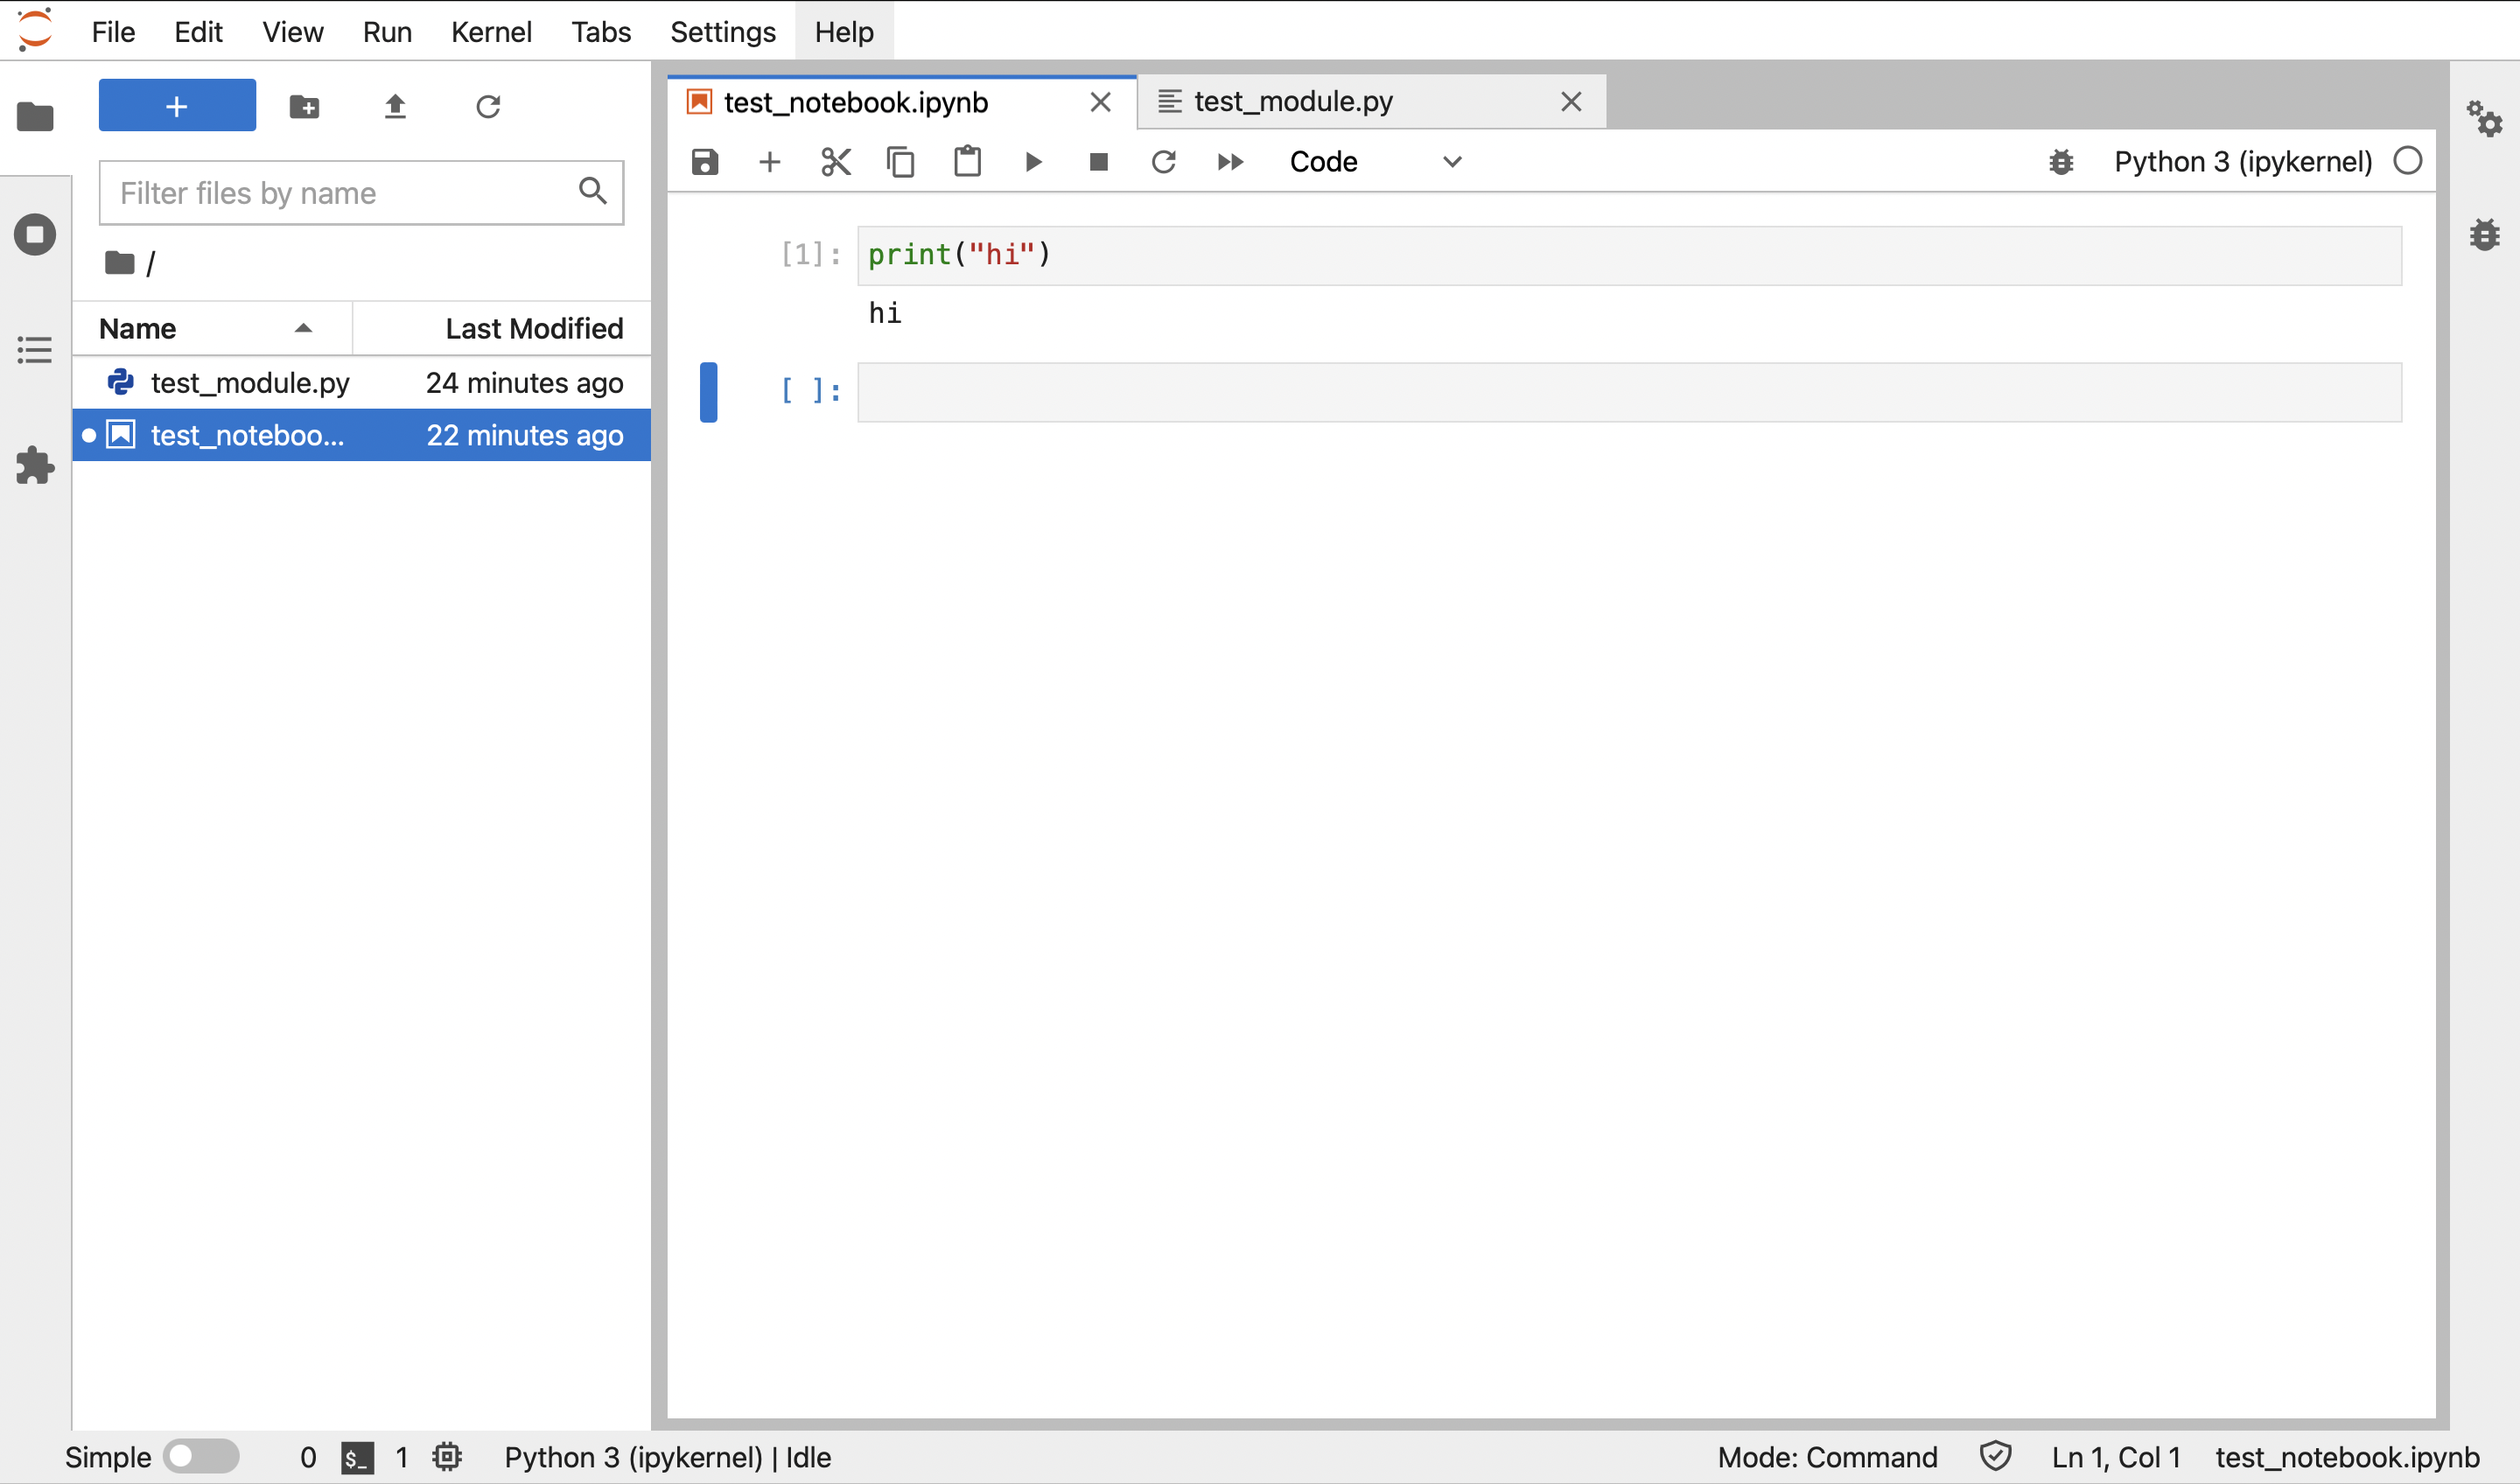 File Edit View Run Kernel Tabs Settings Help
+
Filter files by name
/
Name Last Modified
test_module.py 24 minutes ago
test_noteboo... 22 minutes ago
test_notebook.ipynb test_module.py
Code Python 3 (ipykernel)
[1]: print("hi")
hi
[ ]:
Simple 0 $_ 1 Python 3 (ipykernel) | Idle Mode: Command Ln 1, Col 1 test_notebook.ipynb